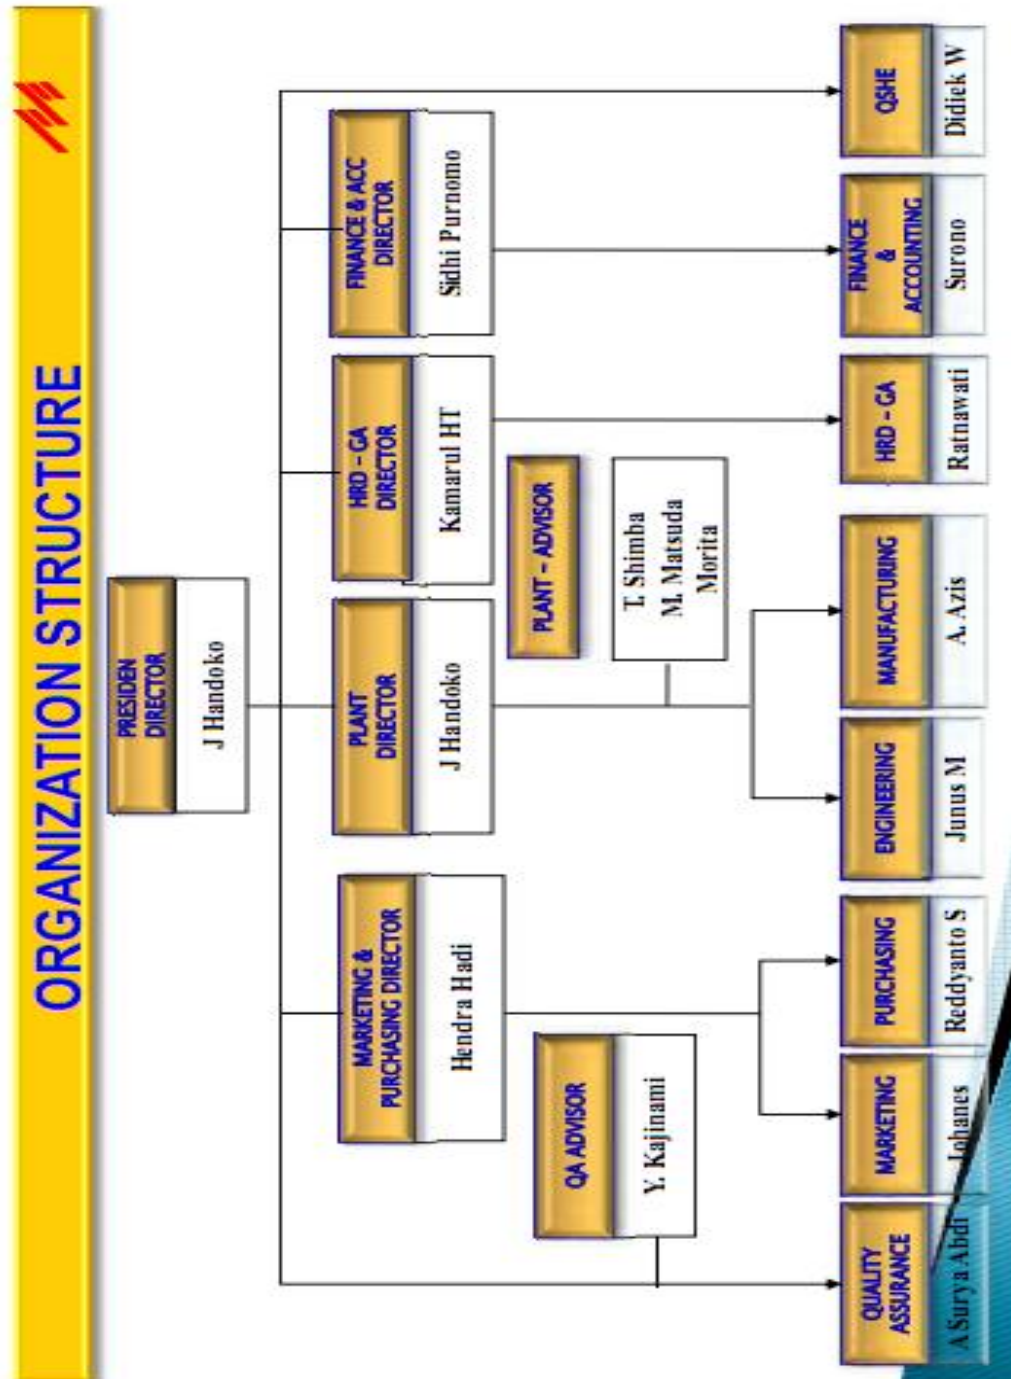 ORGANIZATION STRUCTURE
PRESIDEN
DIRECTOR
J Handoko
MARKETING &
PURCHASING DIRECTOR
Hendra Hadi
PLANT
DIRECTOR
J Handoko
HRD - GA
DIRECTOR
Kamarul HT
FINANCE & ACC
DIRECTOR
Sidhi Purnomo
QA ADVISOR
Y. Kajinami
PLANT - ADVISOR
T. Shimba
M. Matsuda
Morita
QUALITY
ASSURANCE
A Surya Abdi
MARKETING
Johanes
PURCHASING
Reddyanto S
ENGINEERING
Junus M
MANUFACTURING
A. Azis
HRD - GA
Ratnawati
FINANCE
&
ACCOUNTING
Surono
QSHE
Didiek W